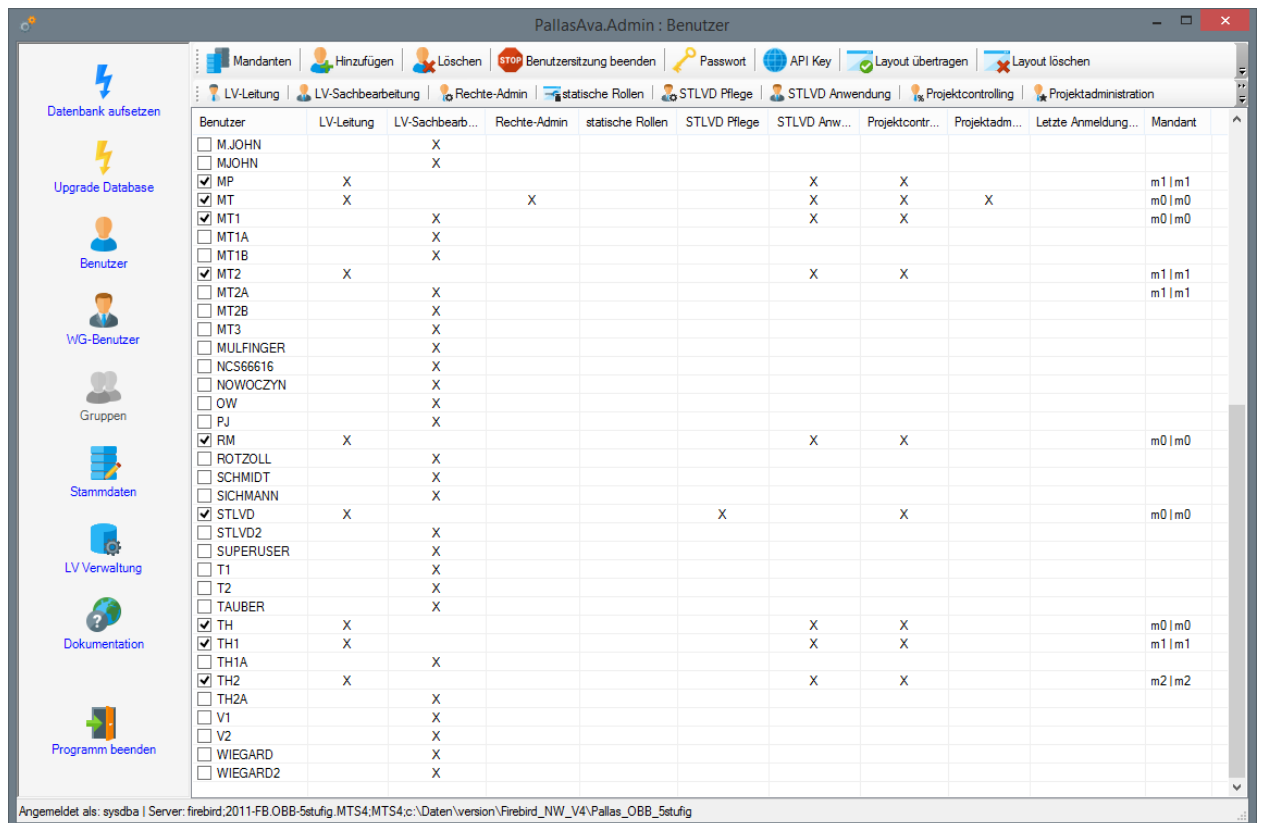 PallasAva.Admin : Benutzer
Datenbank aufsetzen
Upgrade Database
Benutzer
WG-Benutzer
Gruppen
Stammdaten
LV Verwaltung
Dokumentation
Programm beenden
Mandanten Hinzufügen Löschen STOP Benutzersitzung beenden Passwort API Key Layout übertragen Layout löschen
LV-Leitung LV-Sachbearbeitung Rechte-Admin statische Rollen STLVD Pflege STLVD Anwendung Projektcontrolling Projektadministration
Benutzer LV-Leitung LV-Sachbearb... Rechte-Admin statische Rollen STLVD Pflege STLVD Anw... Projektcontr... Projektadm... Letzte Anmeldung... Mandant
M.JOHN X
MJOHN X
MP X X X m1|m1
MT X X X X X m0|m0
MT1 X X X m0|m0
MT1A X
MT1B X
MT2 X X X m1|m1
MT2A X m1|m1
MT2B X
MT3 X
MULFINGER X
NCS66616 X
NOWOCZYN X
OW X
PJ X
RM X X X m0|m0
ROTZOLL X
SCHMIDT X
SICHMANN X
STLVD X X X m0|m0
STLVD2 X
SUPERUSER X
T1 X
T2 X
TAUBER X
TH X X X m0|m0
TH1 X X X m1|m1
TH1A X
TH2 X X X m2|m2
TH2A X
V1 X
V2 X
WIEGARD X
WIEGARD2 X
Angemeldet als: sysdba | Server: firebird;2011-FB.OBB-5stufig.MTS4;MTS4;c:\Daten\version\Firebird_NW_V4\Pallas_OBB_5stufig